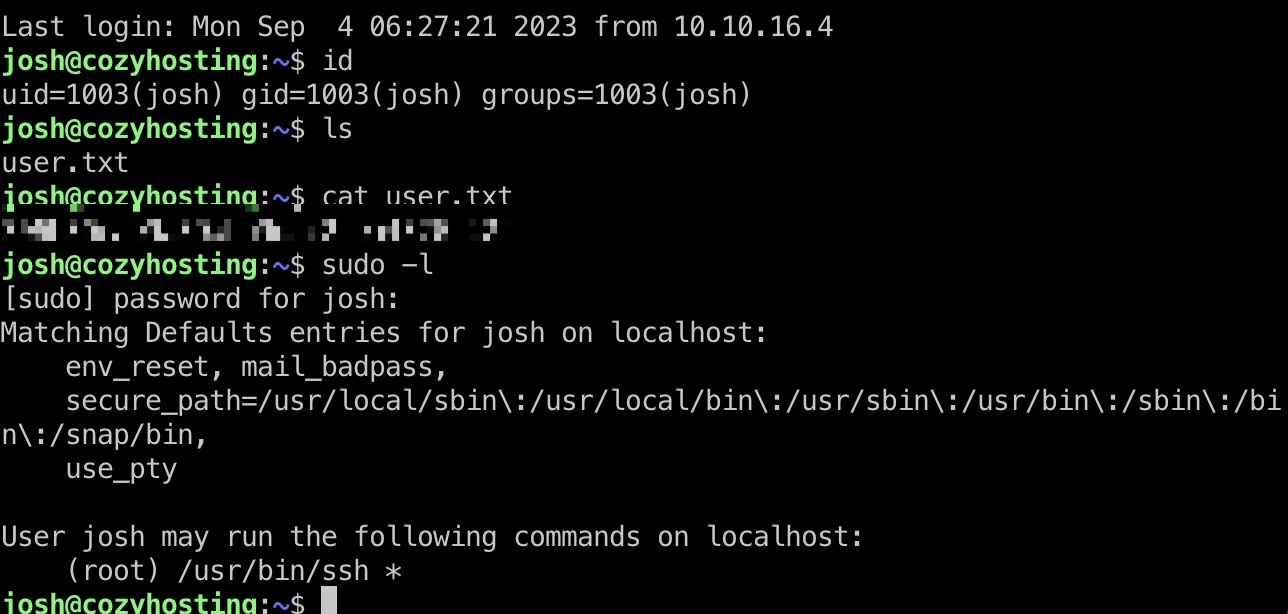 Last login: Mon Sep  4 06:27:21 2023 from 10.10.16.4
josh@cozyhosting:~$ id
uid=1003(josh) gid=1003(josh) groups=1003(josh)
josh@cozyhosting:~$ ls
user.txt
josh@cozyhosting:~$ cat user.txt
josh@cozyhosting:~$ sudo -l
[sudo] password for josh:
Matching Defaults entries for josh on localhost:
    env_reset, mail_badpass,
    secure_path=/usr/local/sbin\:/usr/local/bin\:/usr/sbin\:/usr/bin\:/sbin\:/bi
n\:/snap/bin,
    use_pty

User josh may run the following commands on localhost:
    (root) /usr/bin/ssh *
josh@cozyhosting:~$